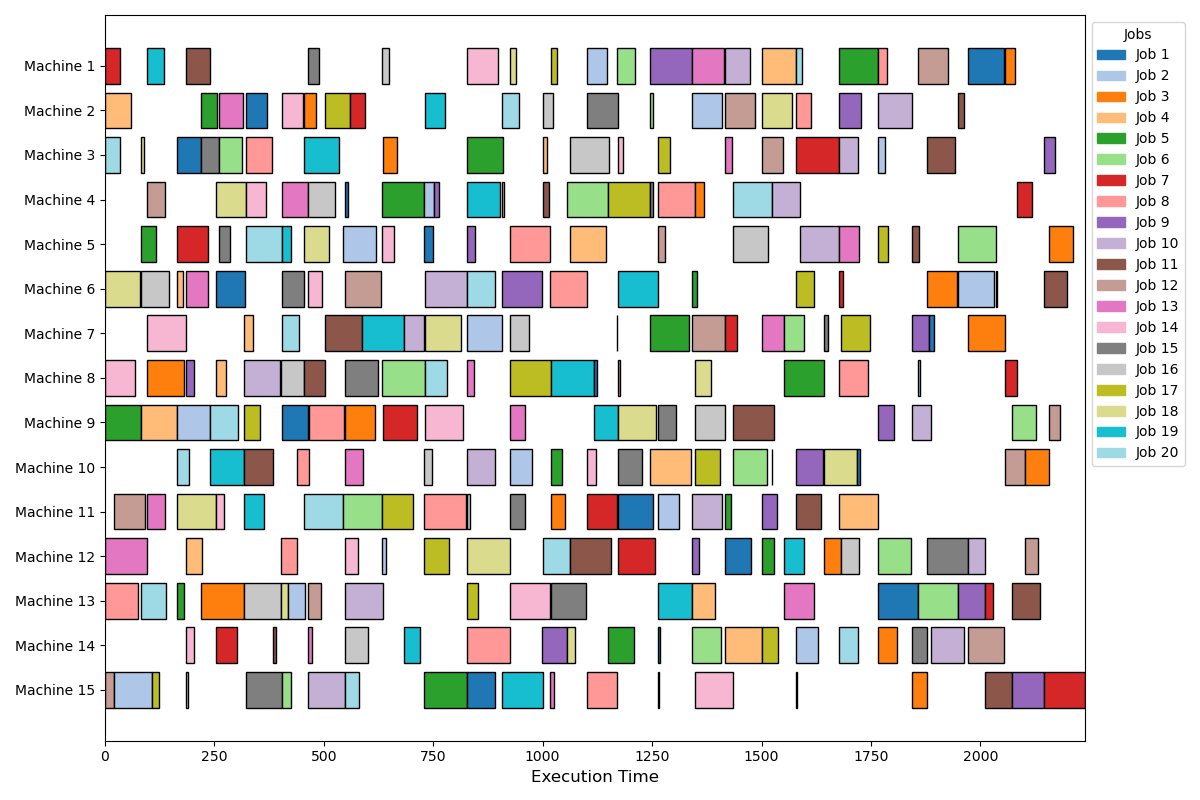 Machine 1
Machine 2
Machine 3
Machine 4
Machine 5
Machine 6
Machine 7
Machine 8
Machine 9
Machine 10
Machine 11
Machine 12
Machine 13
Machine 14
Machine 15
0 250 500 750 1000 1250 1500 1750 2000
Execution Time
Jobs
Job 1
Job 2
Job 3
Job 4
Job 5
Job 6
Job 7
Job 8
Job 9
Job 10
Job 11
Job 12
Job 13
Job 14
Job 15
Job 16
Job 17
Job 18
Job 19
Job 20